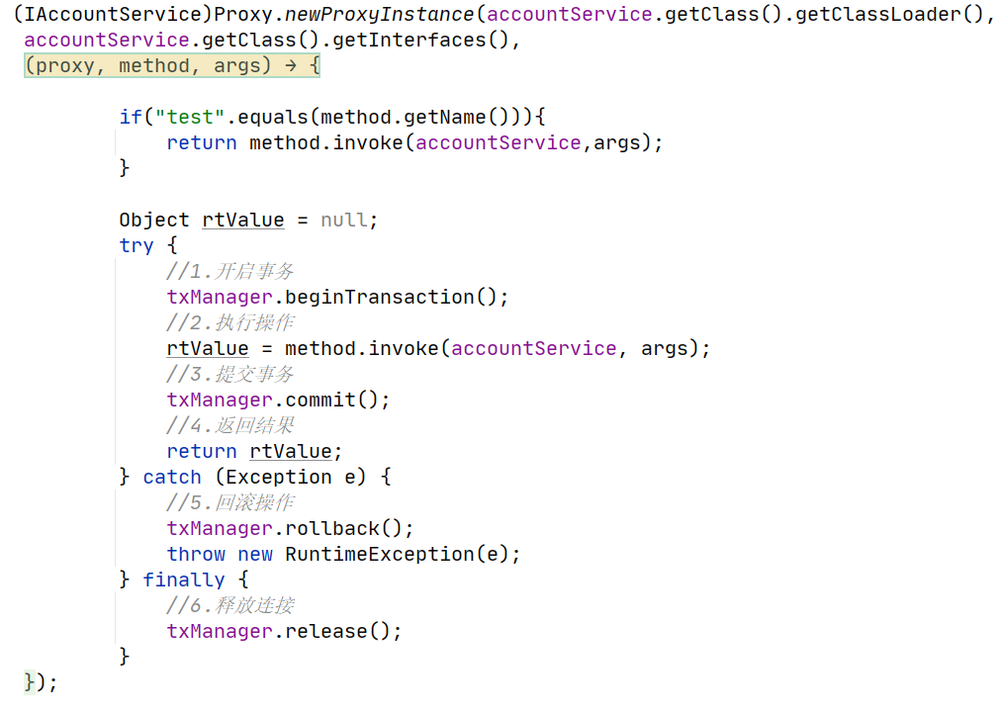 (IAccountService)Proxy.newProxyInstance(accountService.getClass().getClassLoader(),
accountService.getClass().getInterfaces(),
(proxy, method, args) → {
if("test".equals(method.getName())){
return method.invoke(accountService,args);
}
Object rtValue = null;
try {
//1.开启事务
txManager.beginTransaction();
//2.执行操作
rtValue = method.invoke(accountService, args);
//3.提交事务
txManager.commit();
//4.返回结果
return rtValue;
} catch (Exception e) {
//5.回滚操作
txManager.rollback();
throw new RuntimeException(e);
} finally {
//6.释放连接
txManager.release();
}
});